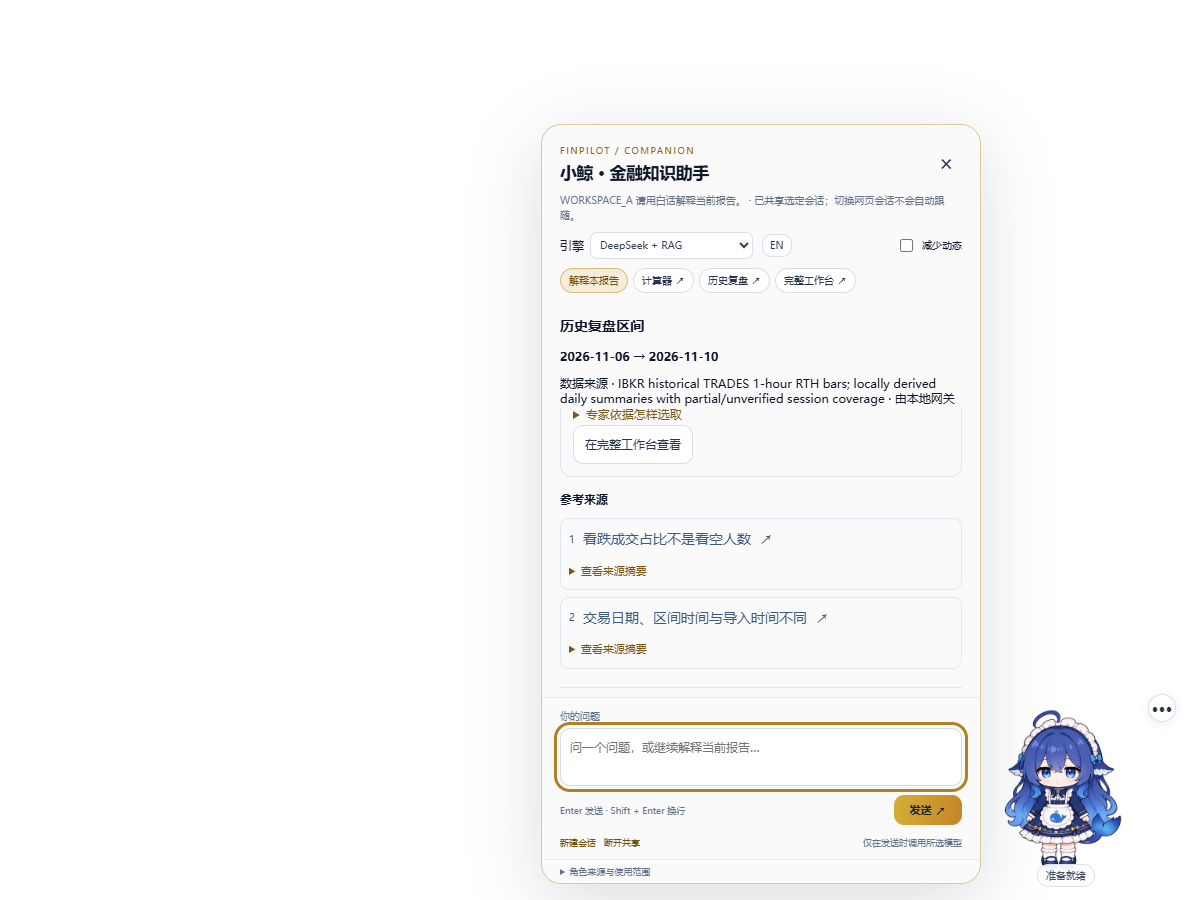 FINPILOT / COMPANION
小鲸 • 金融知识助手
×
WORKSPACE_A 请用白话解释当前报告。 · 已共享选定会话；切换网页会话不会自动跟
随。
引擎 DeepSeek + RAG EN 减少动态
解释本报告 计算器 ↗ 历史复盘 ↗ 完整工作台 ↗
历史复盘区间
2026-11-06 → 2026-11-10
数据来源 · IBKR historical TRADES 1-hour RTH bars; locally derived
daily summaries with partial/unverified session coverage · 由本地网关
▶ 专家依据怎样选取
在完整工作台查看
参考来源
1 看跌成交占比不是看空人数 ↗
▶ 查看来源摘要
2 交易日期、区间时间与导入时间不同 ↗
▶ 查看来源摘要
你的问题
问一个问题，或继续解释当前报告...
Enter 发送 · Shift + Enter 换行
发送 ↗
新建会话 断开共享 仅在发送时调用所选模型
▶ 角色来源与使用范围
•••
准备就绪